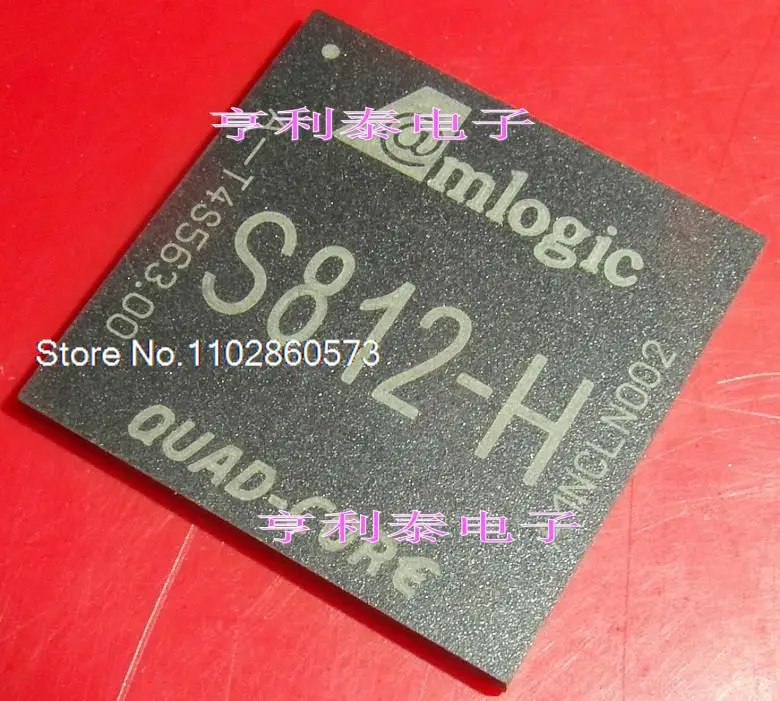 亨利泰电子
@mlogic
T4S563.00
S812-H
Store No.1102860573
MNCLN002
QUAD-CORE
亨利泰电子